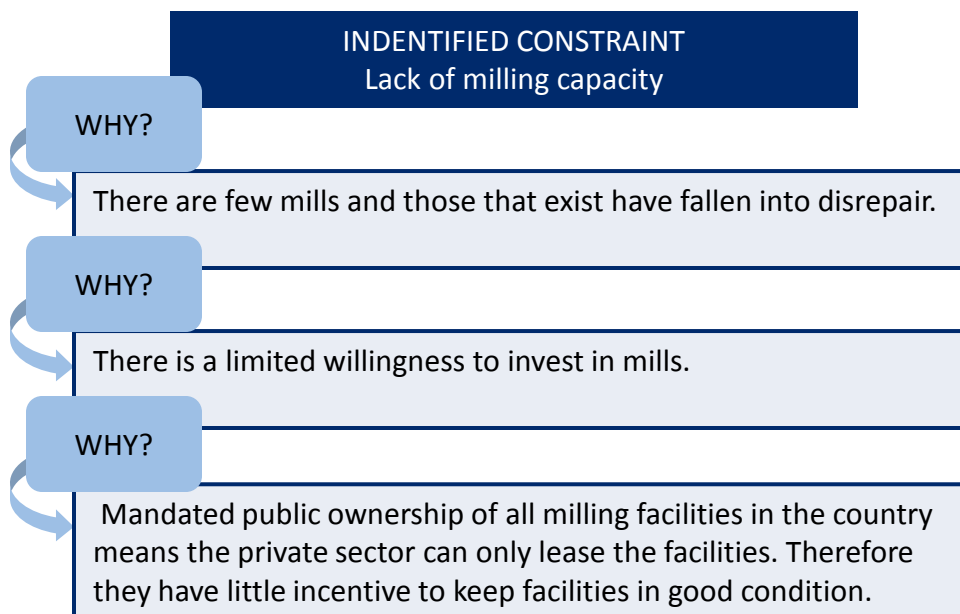 INDENTIFIED CONSTRAINT
Lack of milling capacity
WHY?
There are few mills and those that exist have fallen into disrepair.
WHY?
There is a limited willingness to invest in mills.
WHY?
Mandated public ownership of all milling facilities in the country
means the private sector can only lease the facilities. Therefore
they have little incentive to keep facilities in good condition.